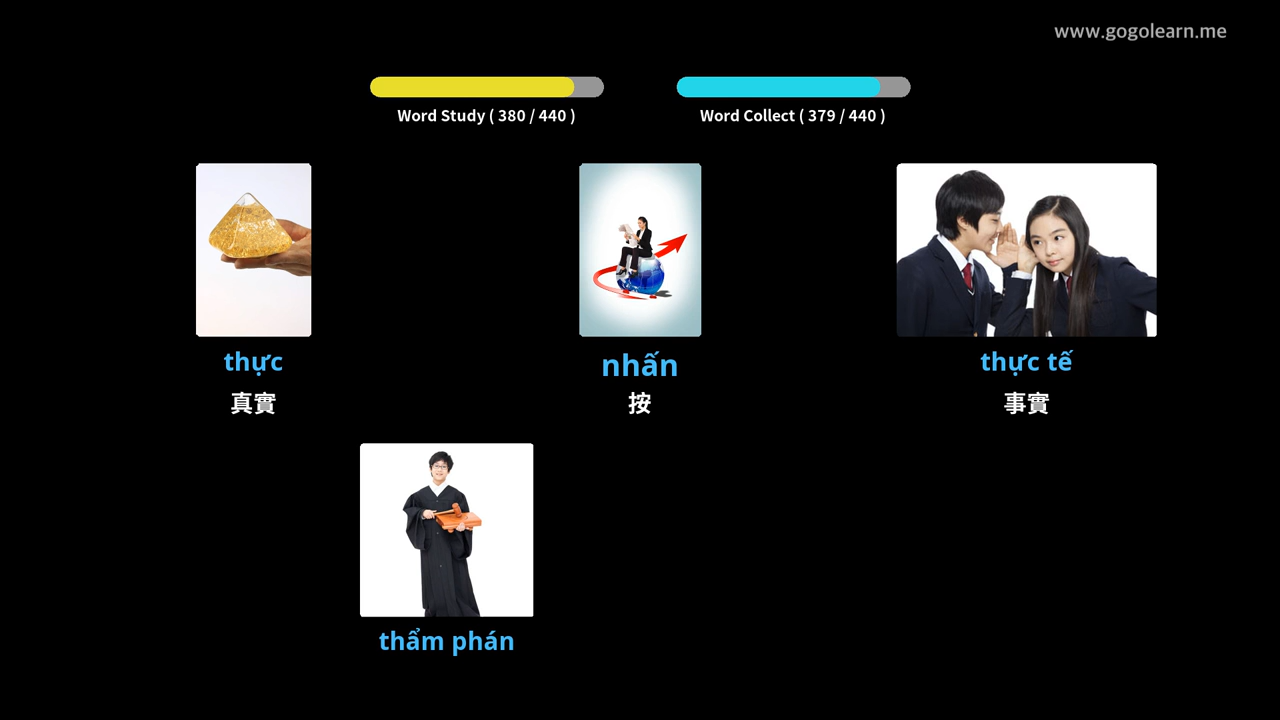 www.gogolearn.me
Word Study ( 380 / 440 )
Word Collect ( 379 / 440 )
thực
nhấn
thực tế
真實
按
事實
thẩm phán